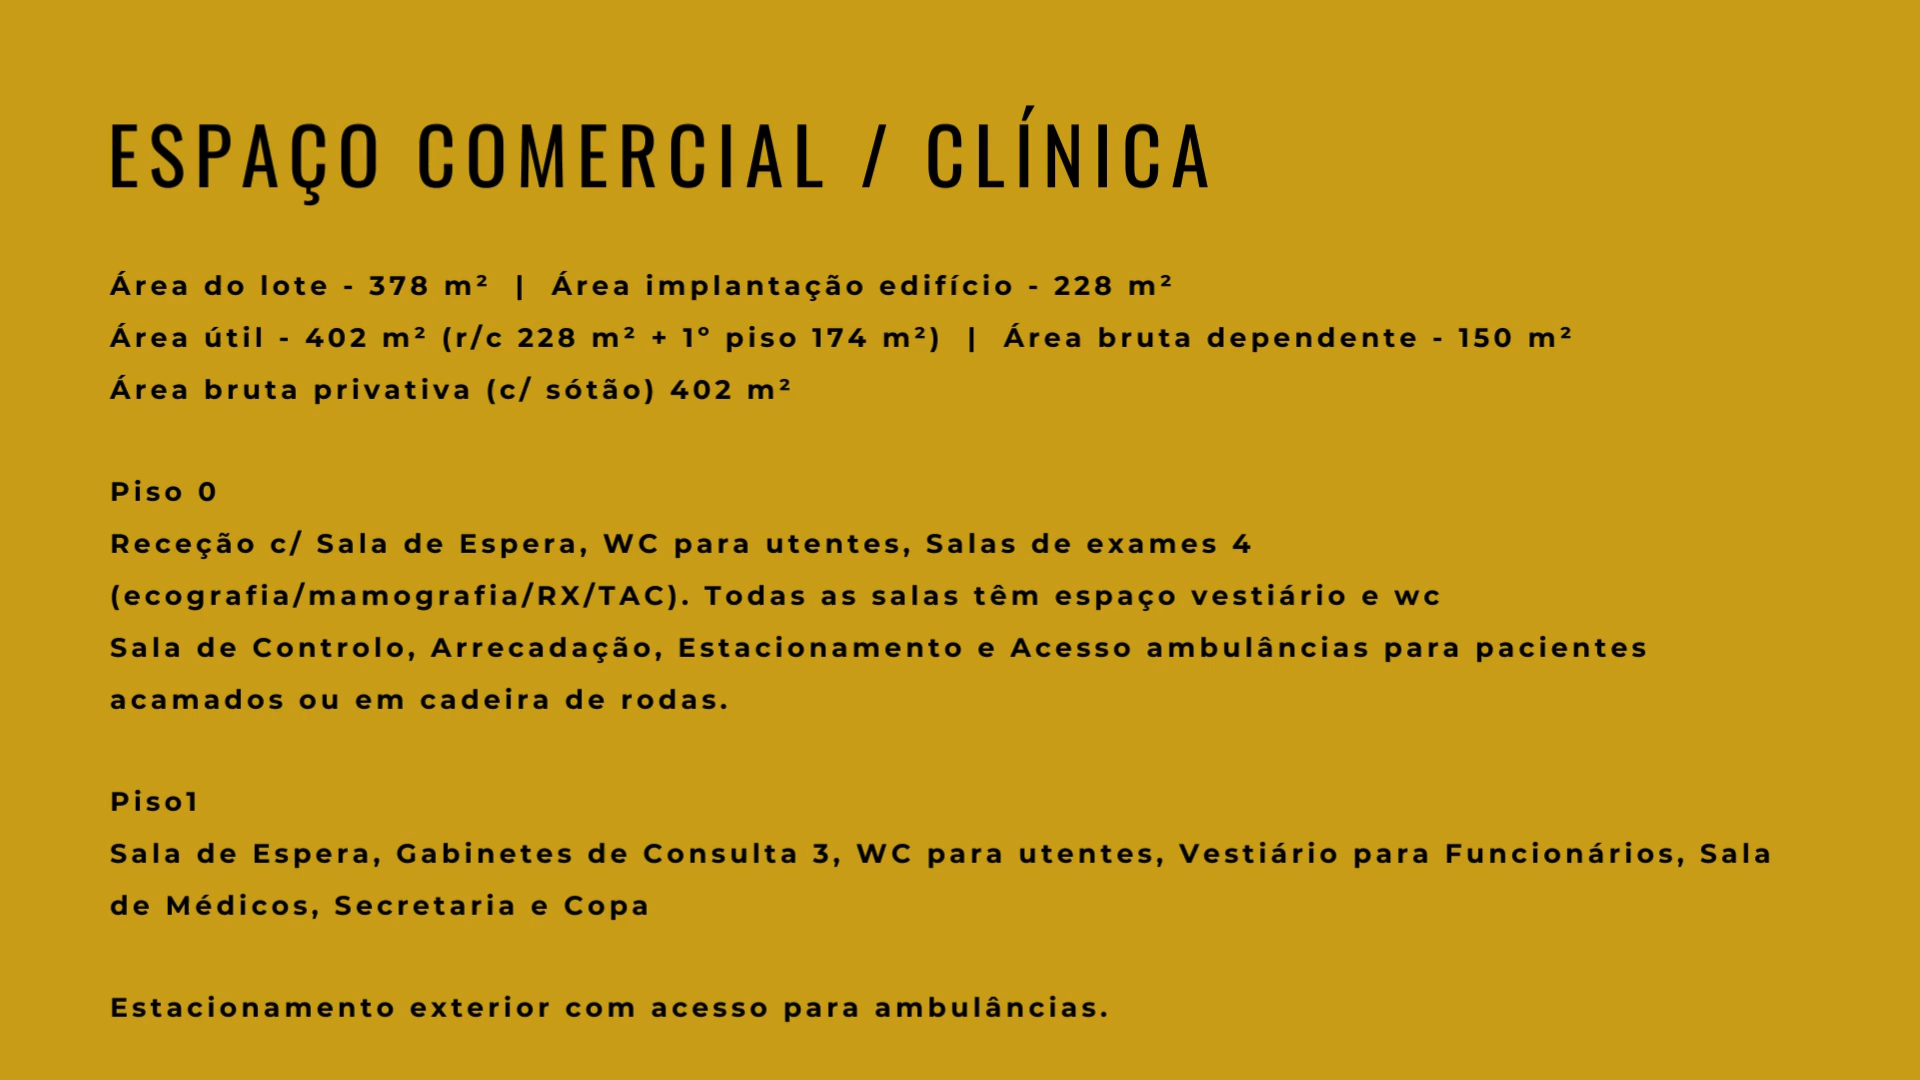 ESPAÇO COMERCIAL / CLÍNICA
Área do lote - 378 m² | Área implantação edifício - 228 m²
Área útil - 402 m² (r/c 228 m² + 1º piso 174 m²) | Área bruta dependente - 150 m²
Área bruta privativa (c/ sótão) 402 m²
Piso 0
Receção c/ Sala de Espera, WC para utentes, Salas de exames 4
(ecografia/mamografia/RX/TAC). Todas as salas têm espaço vestiário e wc
Sala de Controlo, Arrecadação, Estacionamento e Acesso ambulâncias para pacientes
acamados ou em cadeira de rodas.
Piso1
Sala de Espera, Gabinetes de Consulta 3, WC para utentes, Vestiário para Funcionários, Sala
de Médicos, Secretaria e Copa
Estacionamento exterior com acesso para ambulâncias.